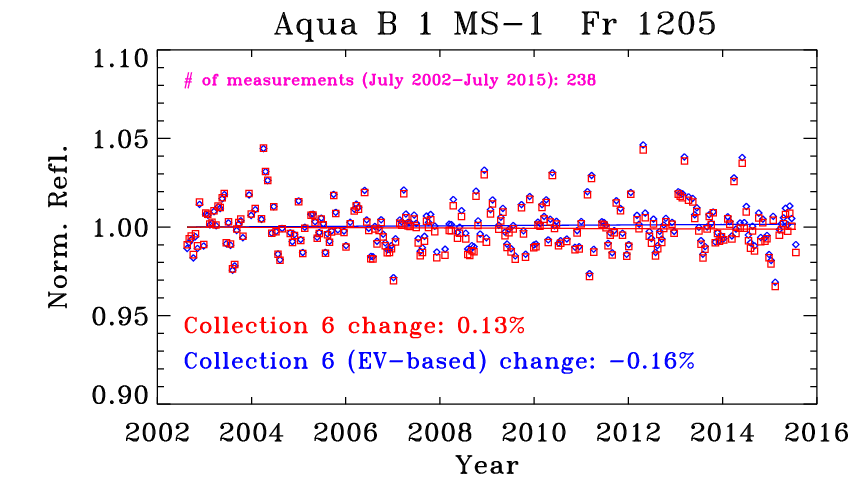 Aqua B 1 MS-1 Fr 1205
1.10
# of measurements (July 2002-July 2015): 238
1.05
Norm. Refl.
1.00
0.95
Collection 6 change: 0.13%
Collection 6 (EV-based) change: -0.16%
0.90
2002 2004 2006 2008 2010 2012 2014 2016
Year